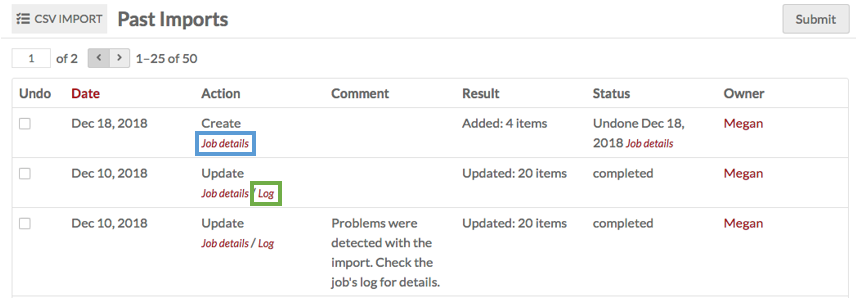 CSV IMPORT Past Imports Submit
1 of 2 < > 1–25 of 50
Undo Date Action Comment Result Status Owner
Dec 18, 2018 Create Added: 4 items Undone Dec 18, Megan
Job details 2018 Job details
Dec 10, 2018 Update Updated: 20 items completed Megan
Job details / Log
Dec 10, 2018 Update Problems were Updated: 20 items completed Megan
Job details / Log detected with the
import. Check the
job's log for details.